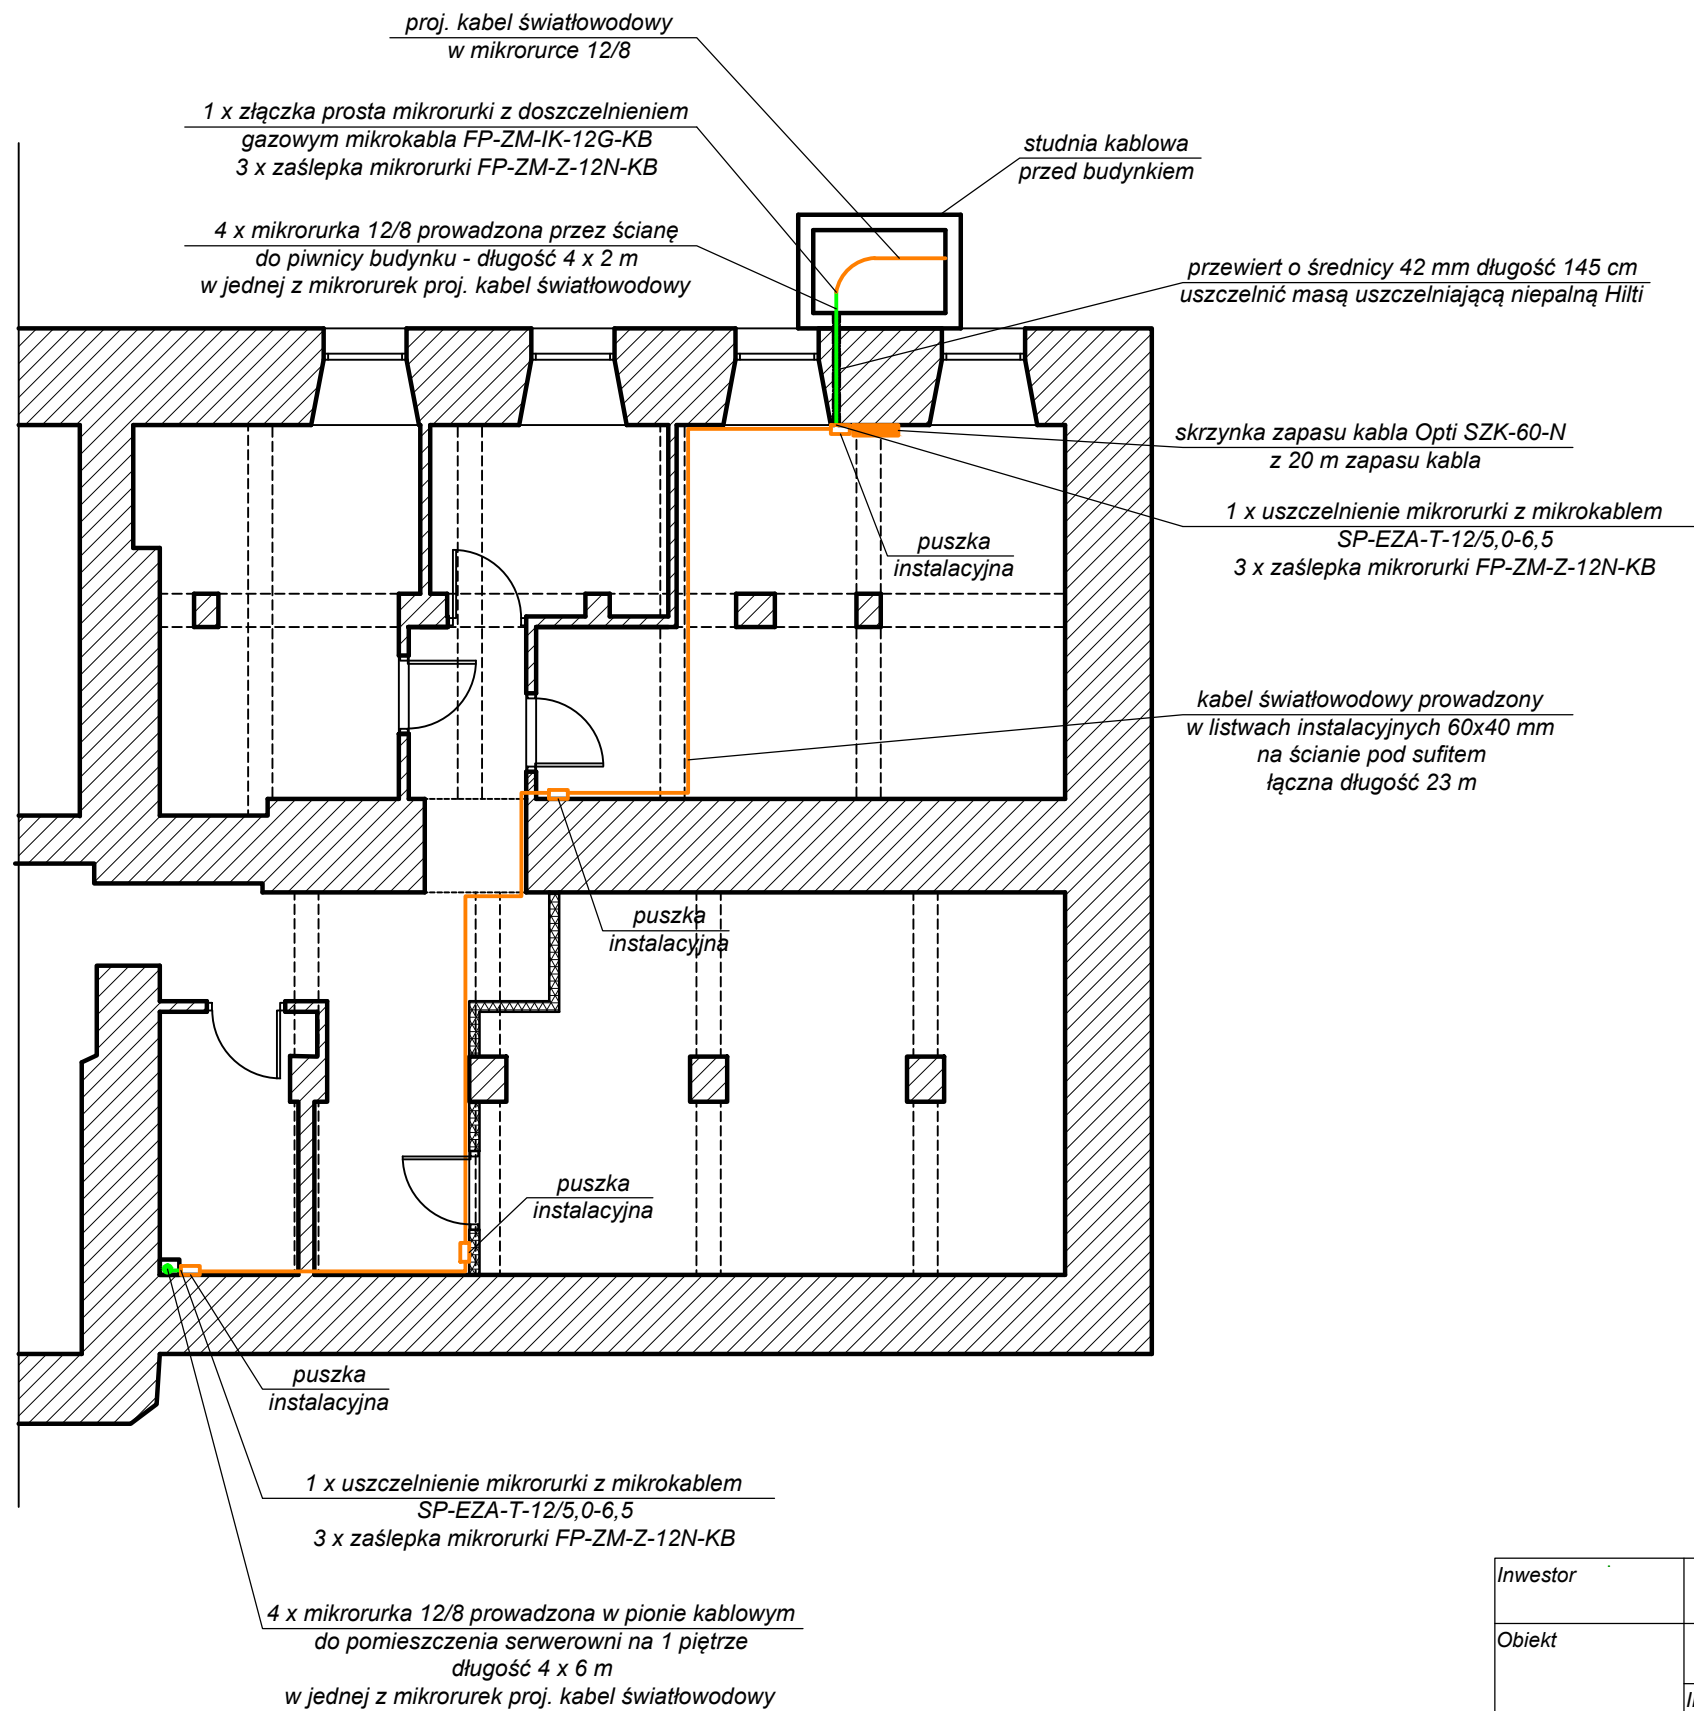 proj. kabel światłowodowy
w mikrorurce 12/8
1 x złączka prosta mikrorurki z doszczelnieniem
gazowym mikrokabla FP-ZM-IK-12G-KB
3 x zaślepka mikrorurki FP-ZM-Z-12N-KB
studnia kablowa
przed budynkiem
4 x mikrorurka 12/8 prowadzona przez ścianę
do piwnicy budynku - długość 4 x 2 m
w jednej z mikrorurek proj. kabel światłowodowy
przewiert o średnicy 42 mm długość 145 cm
uszczelnić masą uszczelniającą niepalną Hilti
skrzynka zapasu kabla Opti SZK-60-N
z 20 m zapasu kabla
1 x uszczelnienie mikrorurki z mikrokablem
SP-EZA-T-12/5,0-6,5
3 x zaślepka mikrorurki FP-ZM-Z-12N-KB
puszka
instalacyjna
kabel światłowodowy prowadzony
w listwach instalacyjnych 60x40 mm
na ścianie pod sufitem
łączna długość 23 m
puszka
instalacyjna
puszka
instalacyjna
puszka
instalacyjna
1 x uszczelnienie mikrorurki z mikrokablem
SP-EZA-T-12/5,0-6,5
3 x zaślepka mikrorurki FP-ZM-Z-12N-KB
4 x mikrorurka 12/8 prowadzona w pionie kablowym
do pomieszczenia serwerowni na 1 piętrze
długość 4 x 6 m
w jednej z mikrorurek proj. kabel światłowodowy
Inwestor
Obiekt